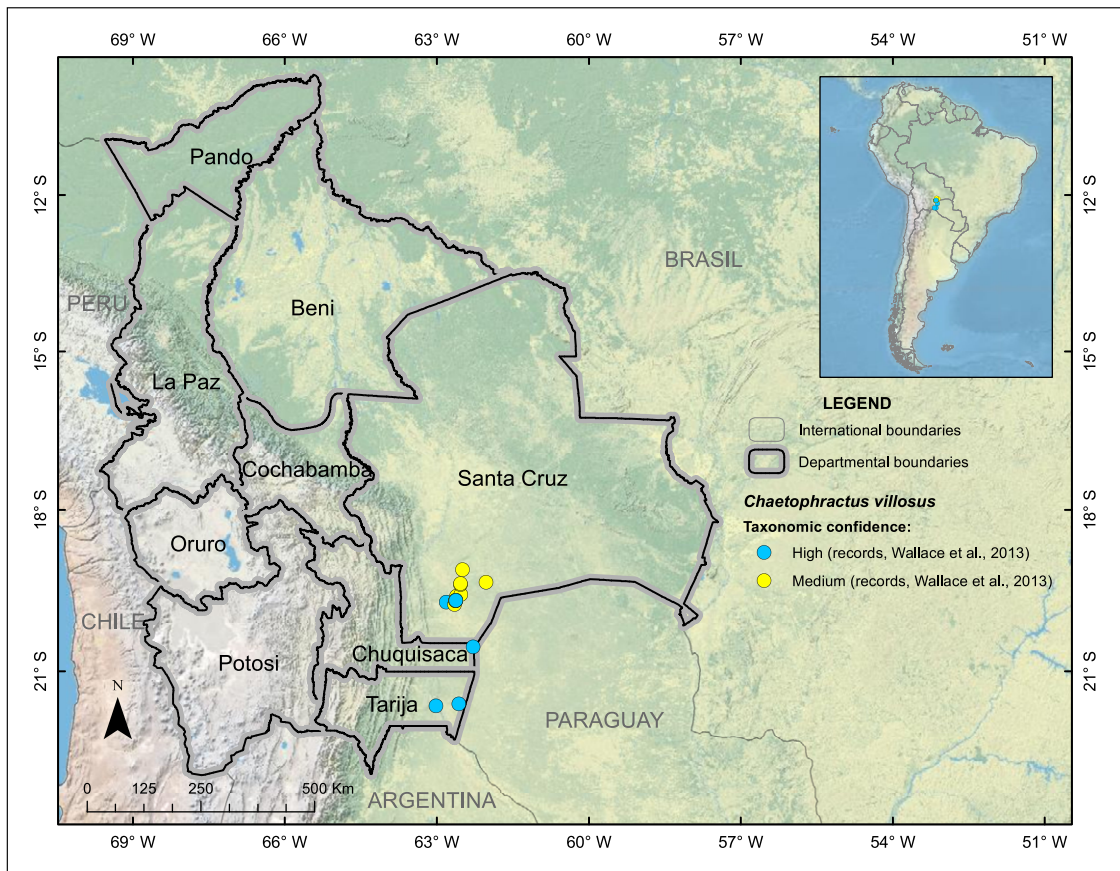 69° W 66° W 63° W 60° W 57° W 54° W 51° W
12° S
15° S
18° S
21° S
12° S
15° S
18° S
21° S
Pando
BRASIL
PERU
Beni
La Paz
Cochabamba
Santa Cruz
Oruro
CHILE
Potosi
Chuquisaca
Tarija
PARAGUAY
ARGENTINA
N
0 125 250 500 Km
LEGEND
International boundaries
Departmental boundaries
Chaetophractus villosus
Taxonomic confidence:
High (records, Wallace et al., 2013)
Medium (records, Wallace et al., 2013)
69° W 66° W 63° W 60° W 57° W 54° W 51° W